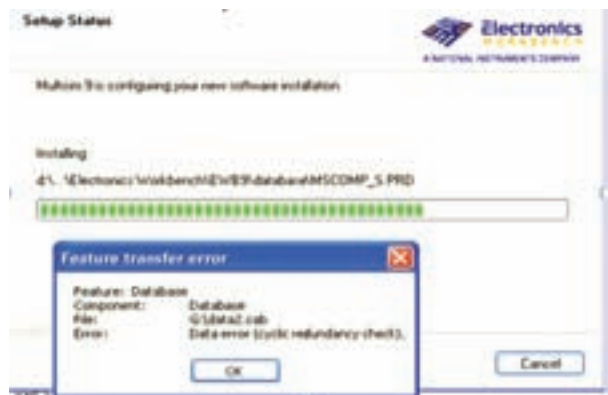 Setup Status
Electronics
WORKBENCH
A NATIONAL INSTRUMENTS COMPANY
Multisim 9 is configuring your new software installation.
Installing
d:\...\Electronics Workbench\EWB9\database\MSCOMP_S.PRD
Feature transfer error
Feature: Database
Component: Database
File: G:\data2.cab
Error: Data error (cyclic redundancy check).
OK
Cancel